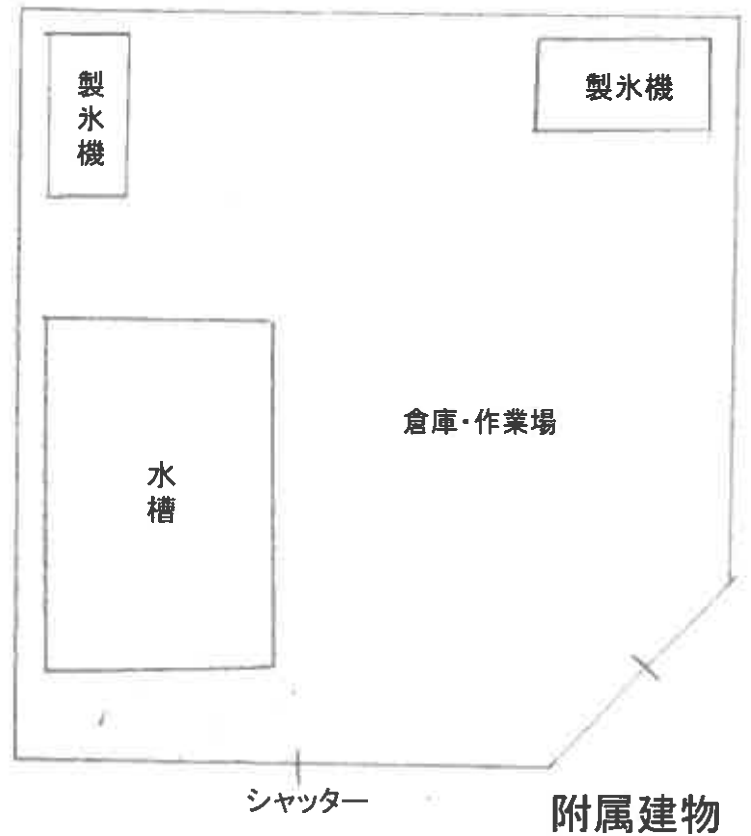 製氷機
製氷機
倉庫・作業場
水槽
シャッター
附属建物